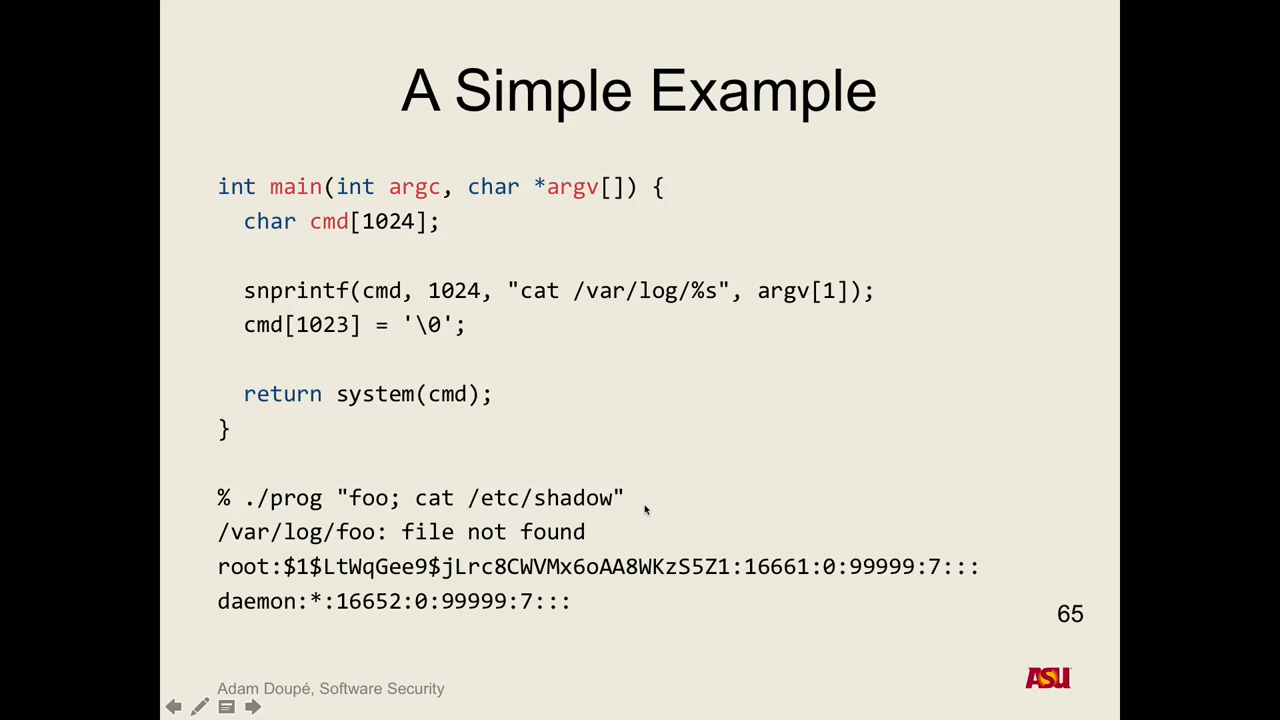 A Simple Example
int main(int argc, char *argv[]) {
  char cmd[1024];
  snprintf(cmd, 1024, "cat /var/log/%s", argv[1]);
  cmd[1023] = '\0';
  return system(cmd);
}
% ./prog "foo; cat /etc/shadow"
/var/log/foo: file not found
root:$1$LtWqGee9$jLrc8CWVMx6oAA8WKzS5Z1:16661:0:99999:7:::
daemon:*:16652:0:99999:7:::
65
Adam Doupé, Software Security
ASU